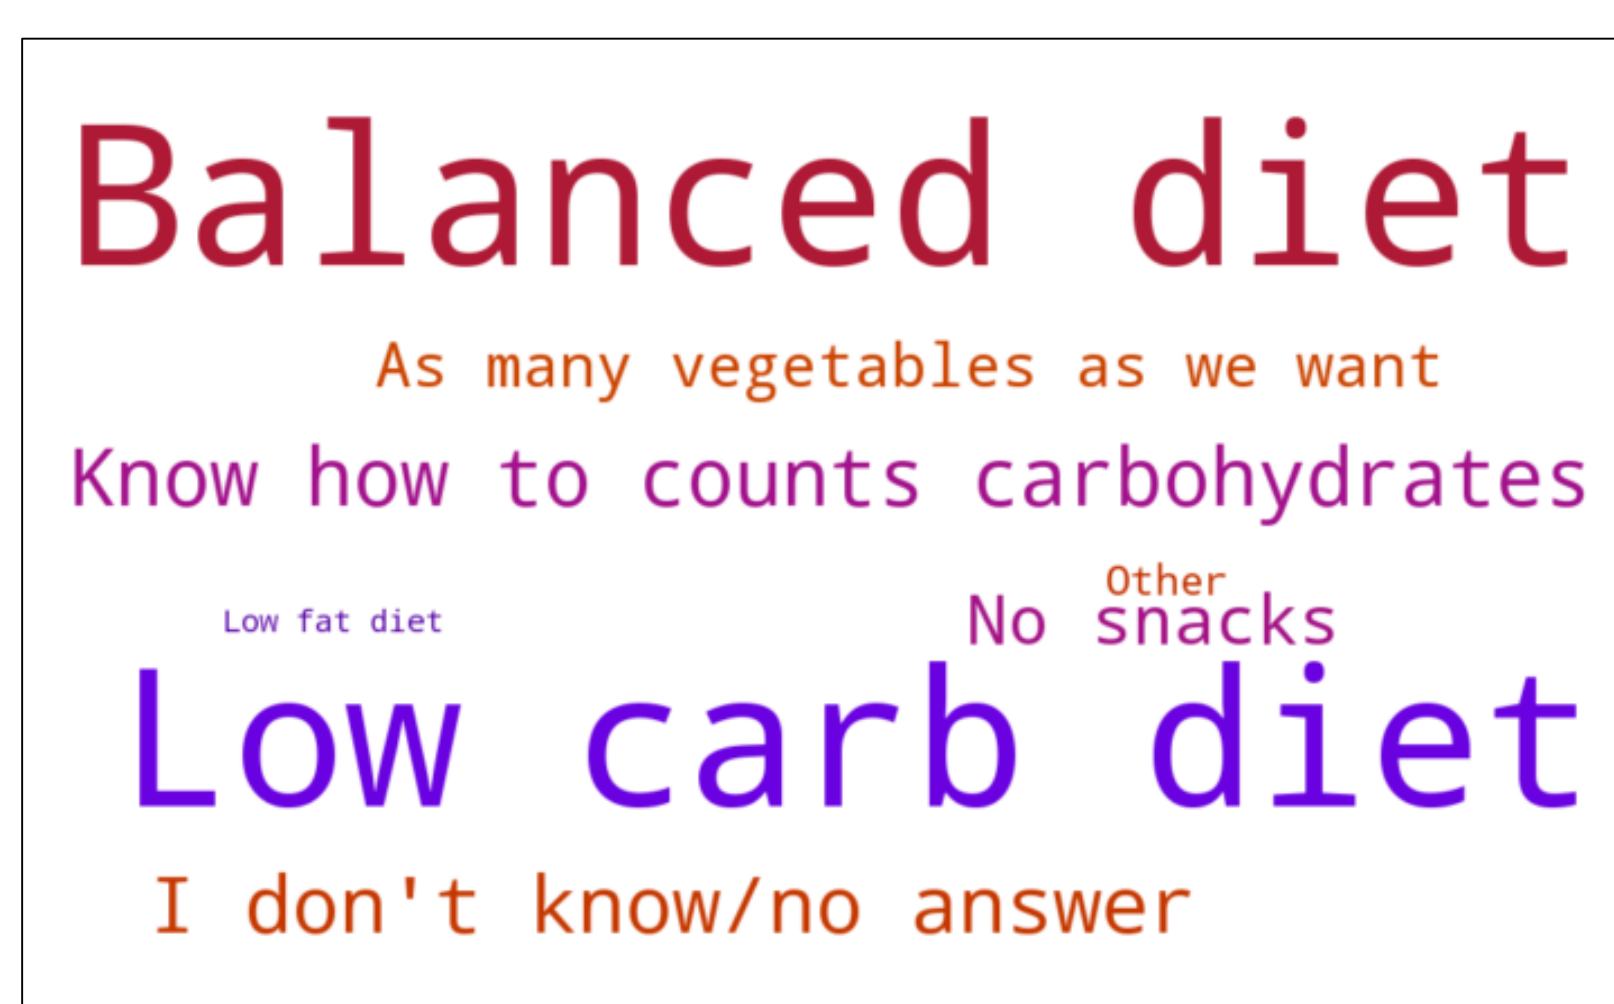 Balanced diet
As many vegetables as we want
Know how to counts carbohydrates
Other
Low fat diet
No snacks
Low carb diet
I don't know/no answer